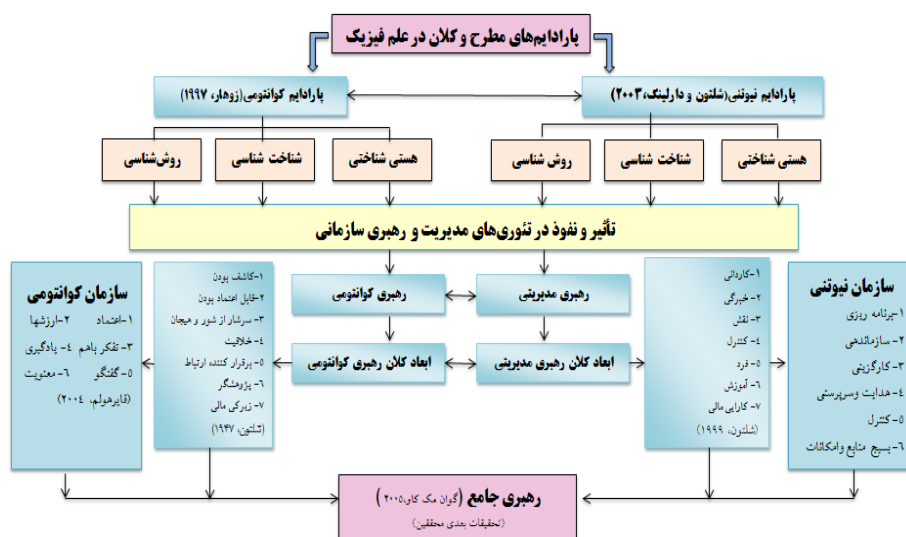 پارادایم‌های مطرح و کلان در علم فیزیک
پارادایم نیوتنی(شلتون و دارلینگ، ۲۰۰۳)
پارادایم کوانتومی(زوهار، ۱۹۹۷)
هستی شناختی
شناخت شناسی
روش‌شناسی
هستی شناختی
شناخت شناسی
روش‌شناسی
تأثیر و نفوذ در تئوری‌های مدیریت و رهبری سازمانی
سازمان نیوتنی
۱-برنامه ریزی
۲- سازماندهی
۳- کارگزینی
۴- هدایت وسرپرستی
۵- کنترل
۶- بسیج منابع وامکانات
۱-کاردانی
۲- خبرگی
۳- نقش
۴- کنترل
۵- فرد
۶- آموزش
۷- کارایی مالی
(شلتون، ۱۹۹۹)
رهبری مدیریتی
رهبری کوانتومی
ابعاد کلان رهبری مدیریتی
ابعاد کلان رهبری کوانتومی
۱-کاشف بودن
۲-قابل اعتماد بودن
۳- سرشار از شور و هیجان
۴- خلاقیت
۵- برقرار کننده ارتباط
۶- پژوهشگر
۷- زیرکی مالی
(شلتون، ۱۹۴۷)
سازمان کوانتومی
۱-اعتماد ۲-ارزشها
۳- تفکر باهم ۴- یادگیری
۵- گفتگو ۶- معنویت
(فایرهولم، ۲۰۰۴)
رهبری جامع (گوان مک کار،۲۰۰۵ )
(تحقیقات بعدی محققین)